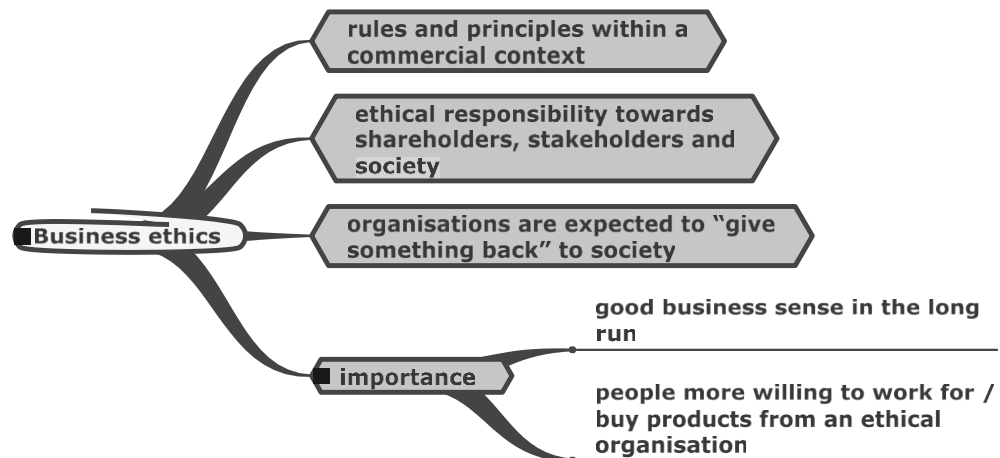 rules and principles within a
commercial context
ethical responsibility towards
shareholders, stakeholders and
society
Business ethics
organisations are expected to “give
something back” to society
good business sense in the long
run
importance
people more willing to work for /
buy products from an ethical
organisation